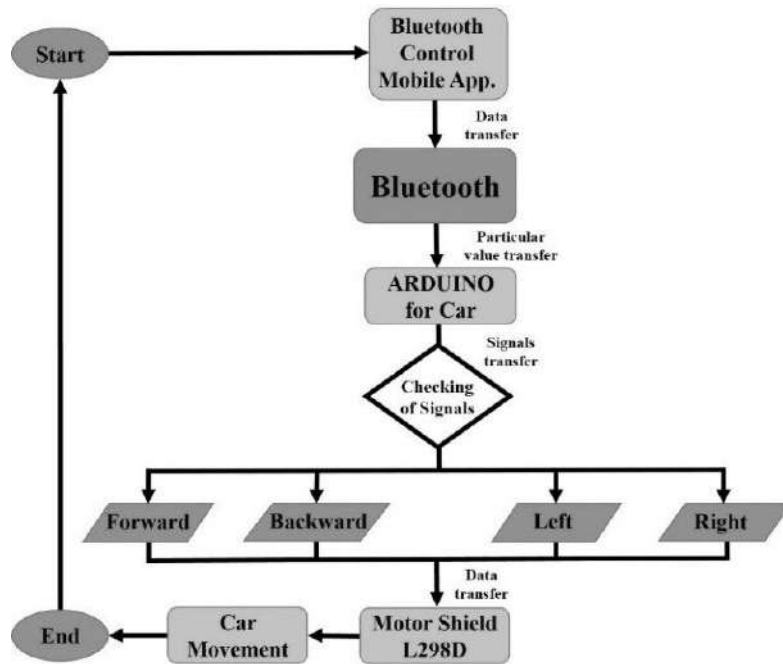 Start
Bluetooth
Control
Mobile App.
Data
transfer
Bluetooth
Particular
value transfer
ARDUINO
for Car
Signals
transfer
Checking
of Signals
Forward
Backward
Left
Right
Data
transfer
Motor Shield
L298D
Car
Movement
End